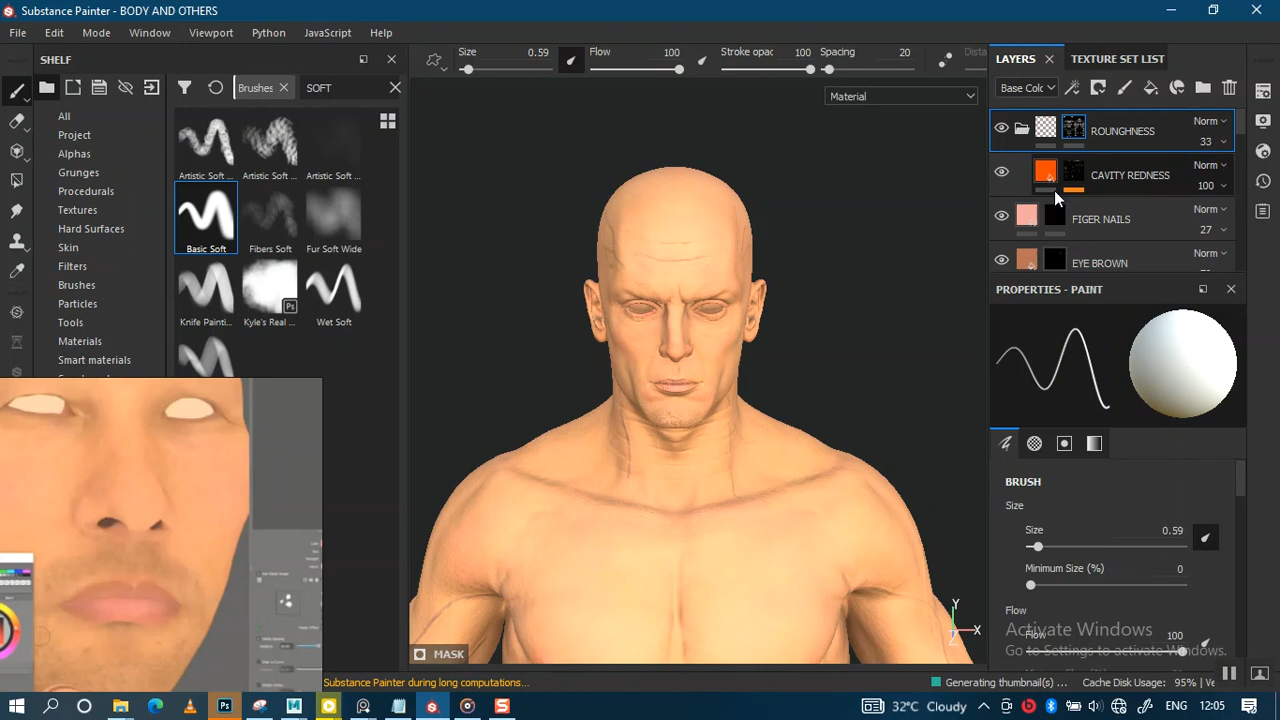 Substance Painter - BODY AND OTHERS
File Edit Mode Window Viewport Python JavaScript Help
SHELF
Size 0.59 Flow 100 Stroke opac 100 Spacing 20 Dista
LAYERS TEXTURE SET LIST
Brushes SOFT
Base Colc
Material
All
Project
Alphas
Grunges
Procedurals
Textures
Hard Surfaces
Skin
Filters
Brushes
Particles
Tools
Materials
Smart materials
Artistic Soft ... Artistic Soft ... Artistic Soft ...
Basic Soft Fibers Soft Fur Soft Wide
Knife Painti... Kyle's Real ... Wet Soft
Ps
ROUNGHNESS Norm
33
CAVITY REDNESS Norm
100
FIGER NAILS Norm
27
EYE BROWN Norm
PROPERTIES - PAINT
BRUSH
Size
Size 0.59
Minimum Size (%) 0
Flow
Flow 100
Activate Windows
Go to Settings to activate Windows.
Y
X
Z
MASK
Substance Painter during long computations...
Generating thumbnail(s) ... Cache Disk Usage: 95% | Ve
Ps
32°C Cloudy
ENG 12:05